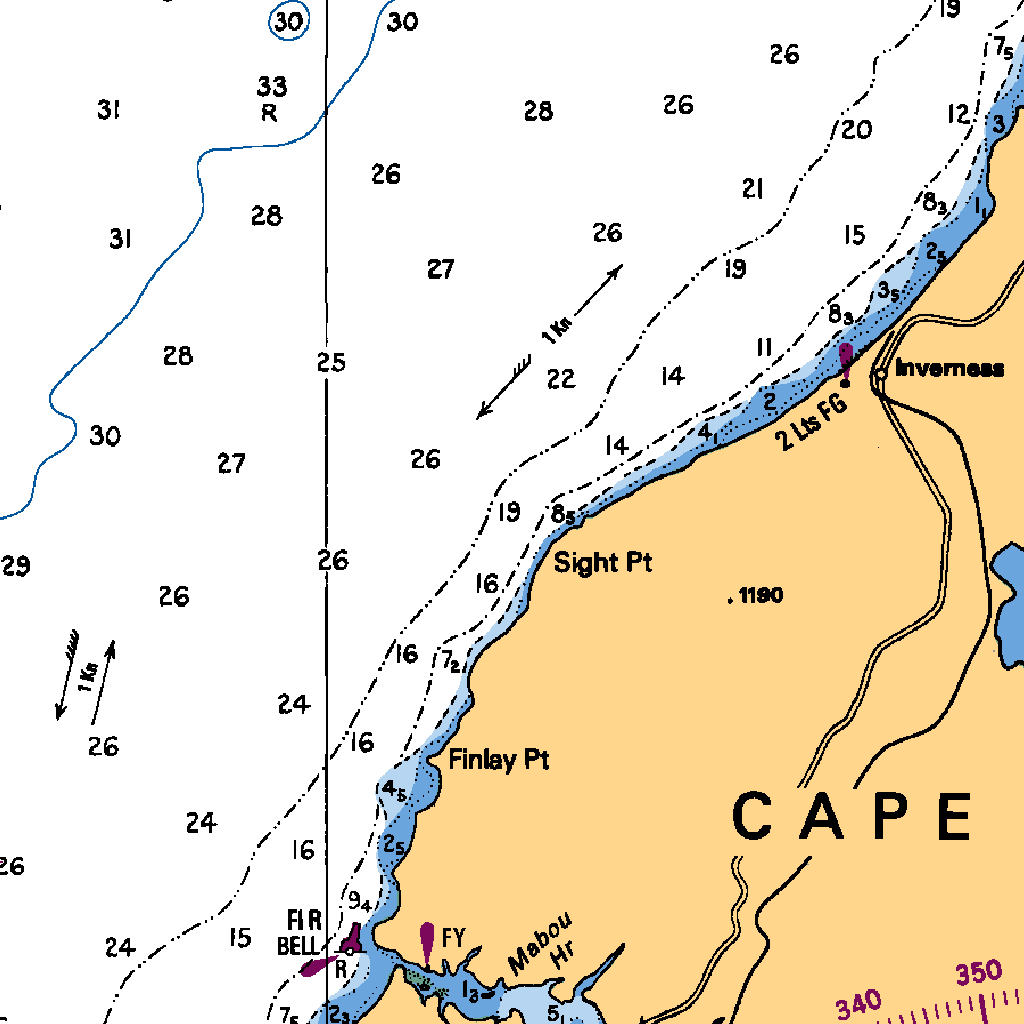 30 30 19
26 7₅
33
31 R 28 26 12 3
20
26
21
28 8₃ 1₁
31 26 15 2₅
27 19
3₅
1 Kn 8₃
28 25 11
22 14 Inverness
2
30 2 Lts FG
14 4₁
27 26
19 8₅
29 26 Sight Pt
16
26 .1190
16 7₂
1 Kn
24
26 16
Finlay Pt
4₅
24 CAPE
16 2₅
26
9₄
Fl R
24 15 BELL FY Mabou
Hr
R
350
1₃
340
7₅ 2₃ 5₁